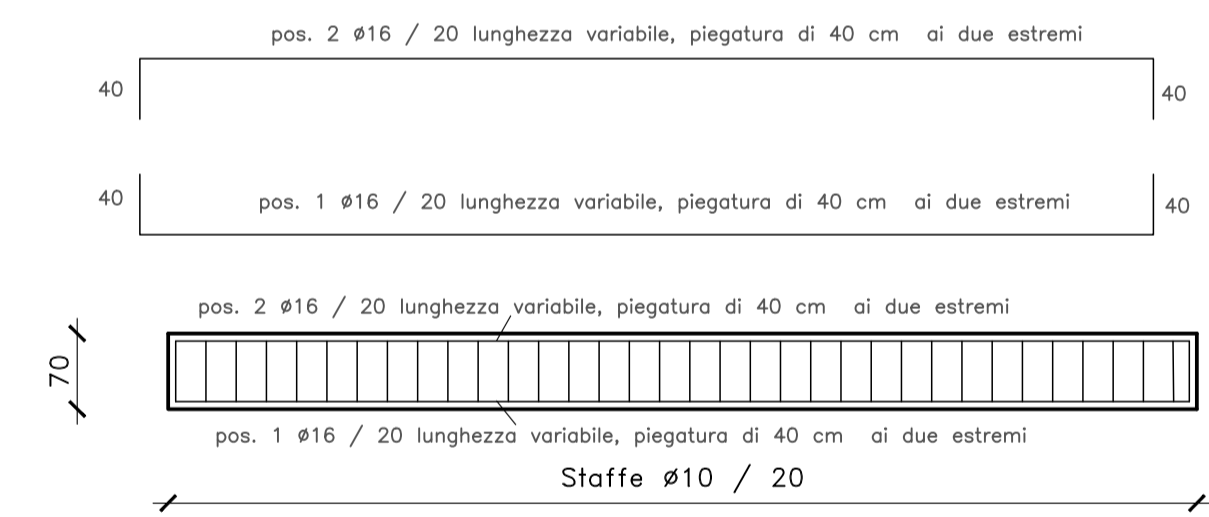 pos. 2 ø16 / 20 lunghezza variabile, piegatura di 40 cm ai due estremi
40
40
40
pos. 1 ø16 / 20 lunghezza variabile, piegatura di 40 cm ai due estremi
40
pos. 2 ø16 / 20 lunghezza variabile, piegatura di 40 cm ai due estremi
70
pos. 1 ø16 / 20 lunghezza variabile, piegatura di 40 cm ai due estremi
Staffe ø10 / 20